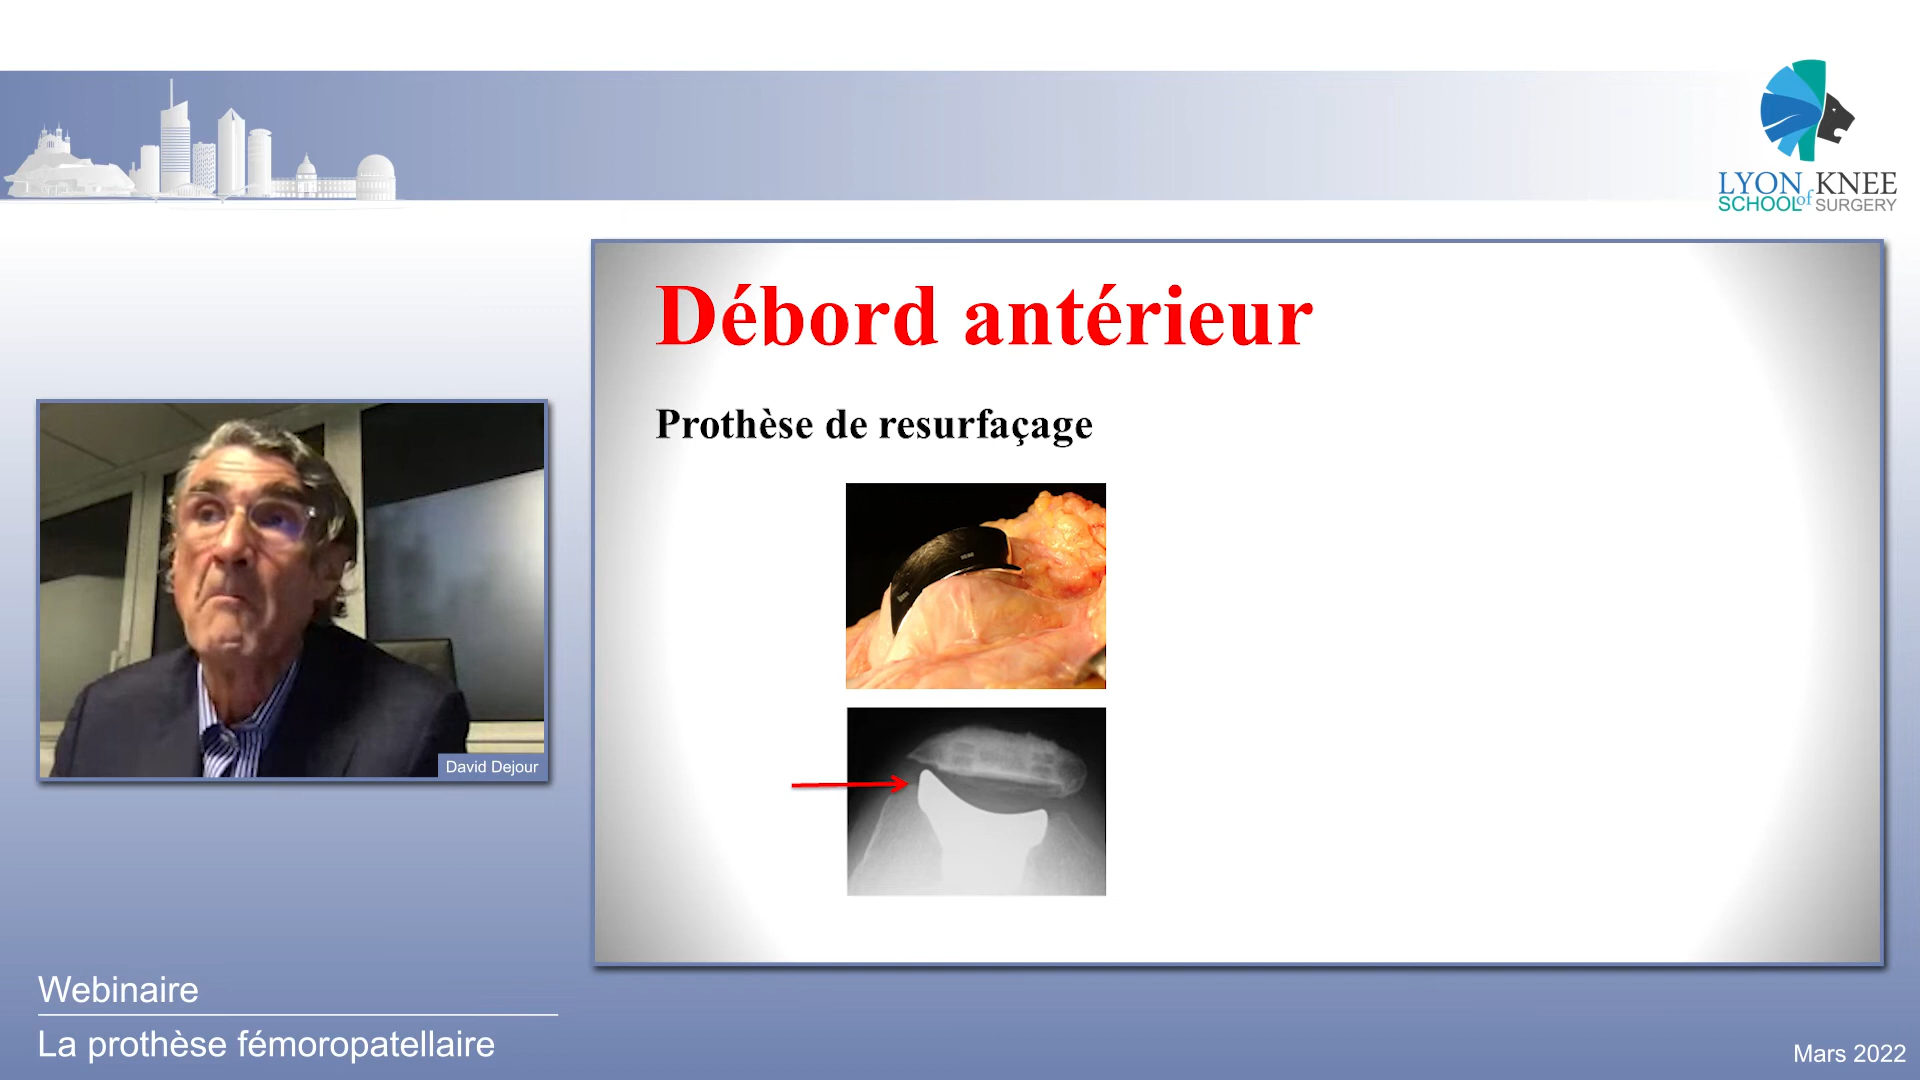 LYON of KNEE
SCHOOL SURGERY
Débord antérieur
Prothèse de resurfaçage
David Dejour
Webinaire
La prothèse fémoropatellaire
Mars 2022